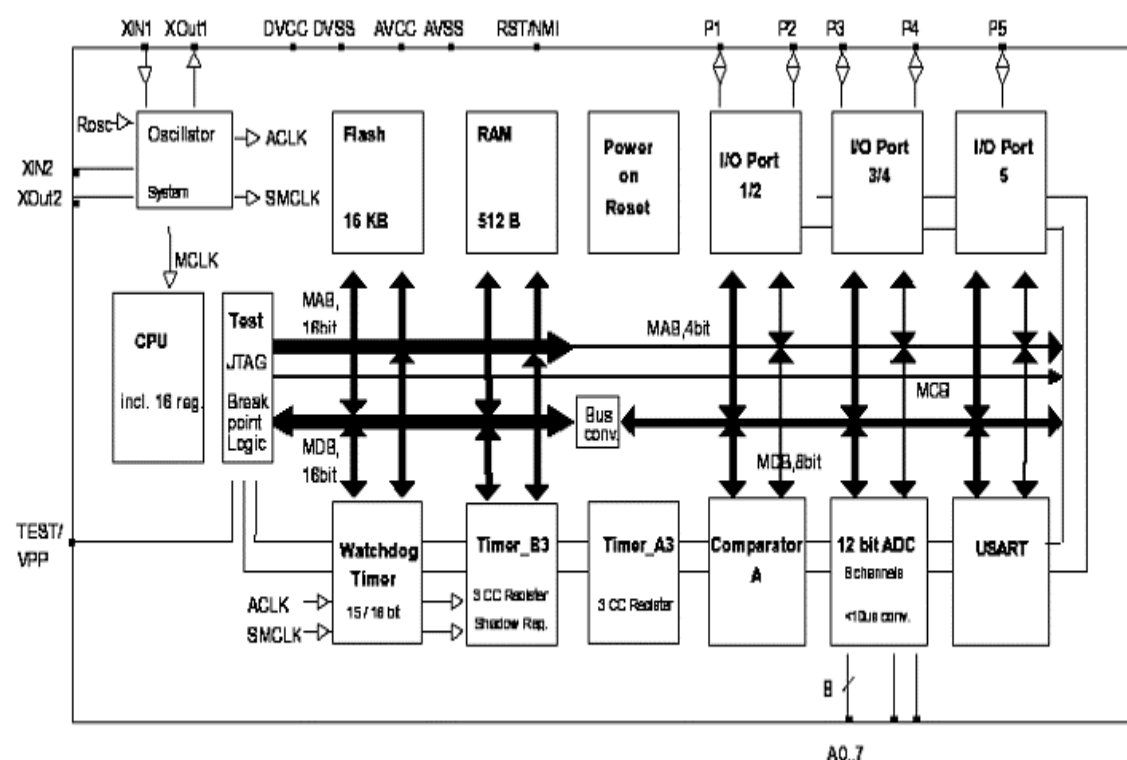 XIN1 XOut1 DVCC DVSS AVCC AVSS RST/NMI P1 P2 P3 P4 P5
Rosc
Oscillator
System
ACLK
SMCLK
XIN2
XOut2
MCLK
Flash
16 KB
RAM
512 B
Power
on
Reset
I/O Port
1/2
I/O Port
3/4
I/O Port
5
CPU
incl. 16 reg.
Test
JTAG
Break
point
Logic
MAB,
16bit
MAB,4bit
MCB
MDB,
16bit
Bus
conv.
MDB,8bit
TEST/
VPP
Watchdog
Timer
15 / 16 bit
ACLK
SMCLK
Timer_B3
3 CC Register
Shadow Reg.
Timer_A3
3 CC Register
Comparator
A
12 bit ADC
8 channels
<10us conv.
USART
8
A0..7